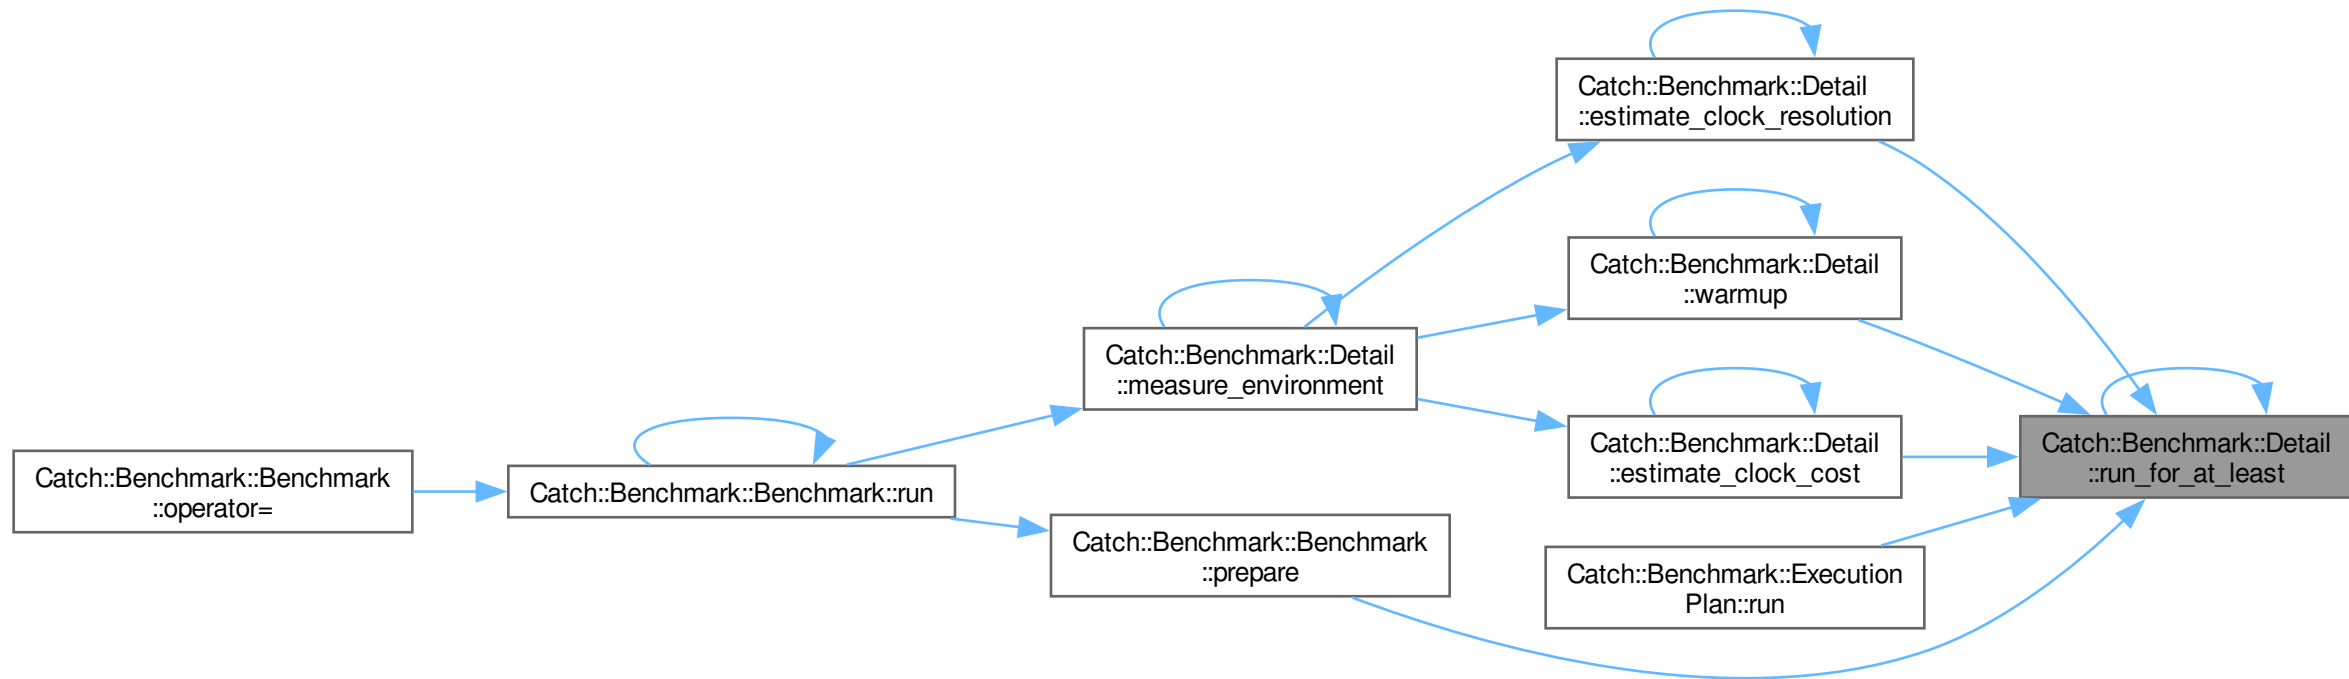 Catch::Benchmark::Detail
::estimate_clock_resolution
Catch::Benchmark::Detail
::warmup
Catch::Benchmark::Detail
::measure_environment
Catch::Benchmark::Detail
::estimate_clock_cost
Catch::Benchmark::Detail
::run_for_at_least
Catch::Benchmark::Benchmark
::operator=
Catch::Benchmark::Benchmark::run
Catch::Benchmark::Benchmark
::prepare
Catch::Benchmark::Execution
Plan::run